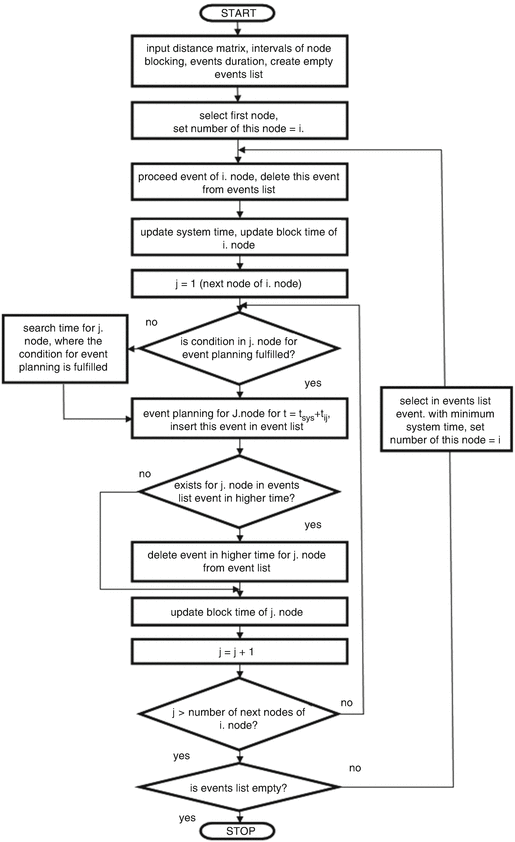 START
input distance matrix, intervals of node
blocking, events duration, create empty
events list
select first node,
set number of this node = i.
proceed event of i. node, delete this event
from events list
update system time, update block time of
i. node
j = 1 (next node of i. node)
no
is condition in j. node for
event planning fulfilled?
search time for j.
node, where the
condition for event
planning is fulfilled
yes
event planning for J.node for t = tsys+tij,
insert this event in event list
select in events list
event. with minimum
system time, set
number of this node = i
no
exists for j. node in events
list event in higher time?
yes
delete event in higher time for j. node
from event list
update block time of j. node
j = j + 1
no
j > number of next nodes of
i. node?
yes
no
is events list empty?
yes
STOP